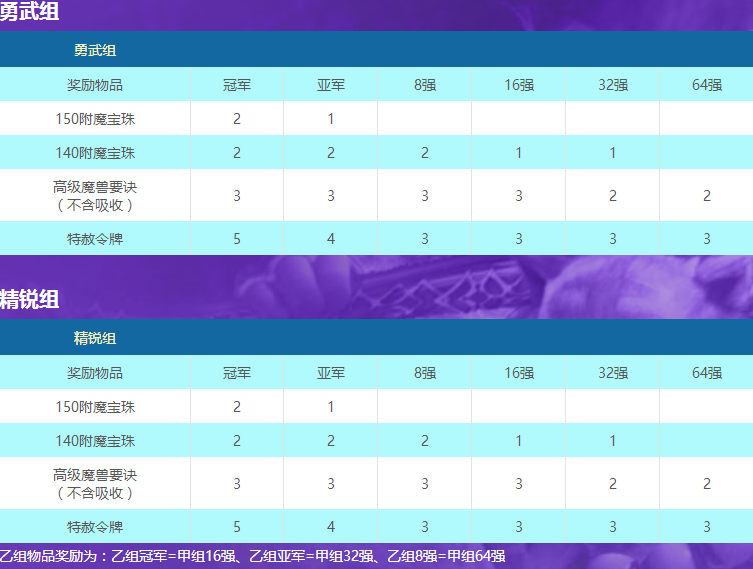 勇武组
勇武组
奖励物品 冠军 亚军 8强 16强 32强 64强
150附魔宝珠 2 1
140附魔宝珠 2 2 2 1 1
高级魔兽要诀
（不含吸收） 3 3 3 3 2 2
特赦令牌 5 4 3 3 3 3
精锐组
精锐组
奖励物品 冠军 亚军 8强 16强 32强 64强
150附魔宝珠 2 1
140附魔宝珠 2 2 2 1 1
高级魔兽要诀
（不含吸收） 3 3 3 3 2 2
特赦令牌 5 4 3 3 3 3
乙组物品奖励为：乙组冠军=甲组16强、乙组亚军=甲组32强、乙组8强=甲组64强